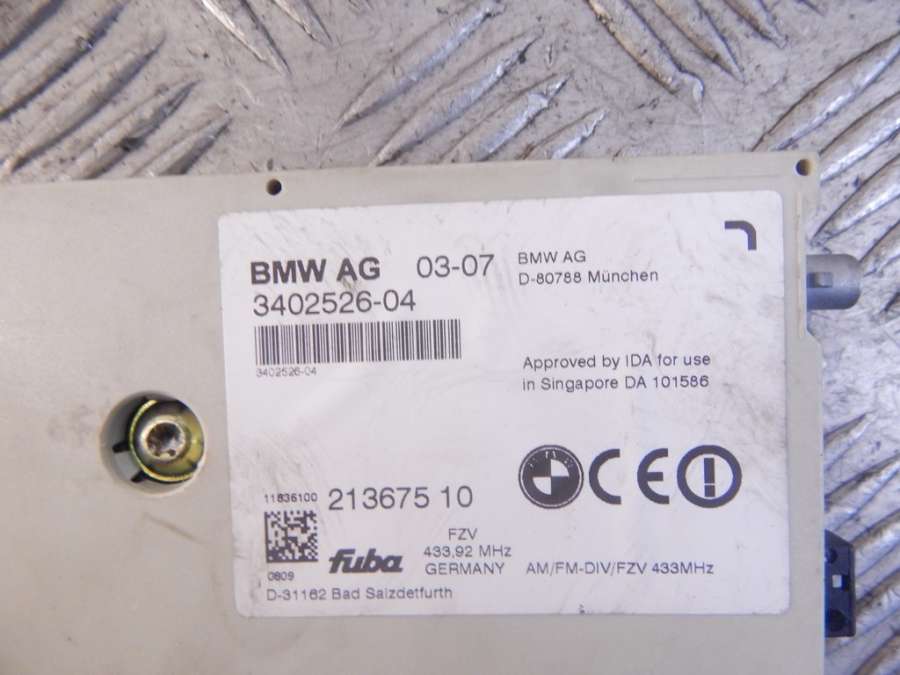 BMW AG 03-07
3402526-04
3402526-04
BMW AG
D-80788 München
Approved by IDA for use
in Singapore DA 101586
11836100
213675 10
BMW
CE
0809
fuba
FZV
433,92 MHz
GERMANY
AM/FM-DIV/FZV 433MHz
D-31162 Bad Salzdetfurth